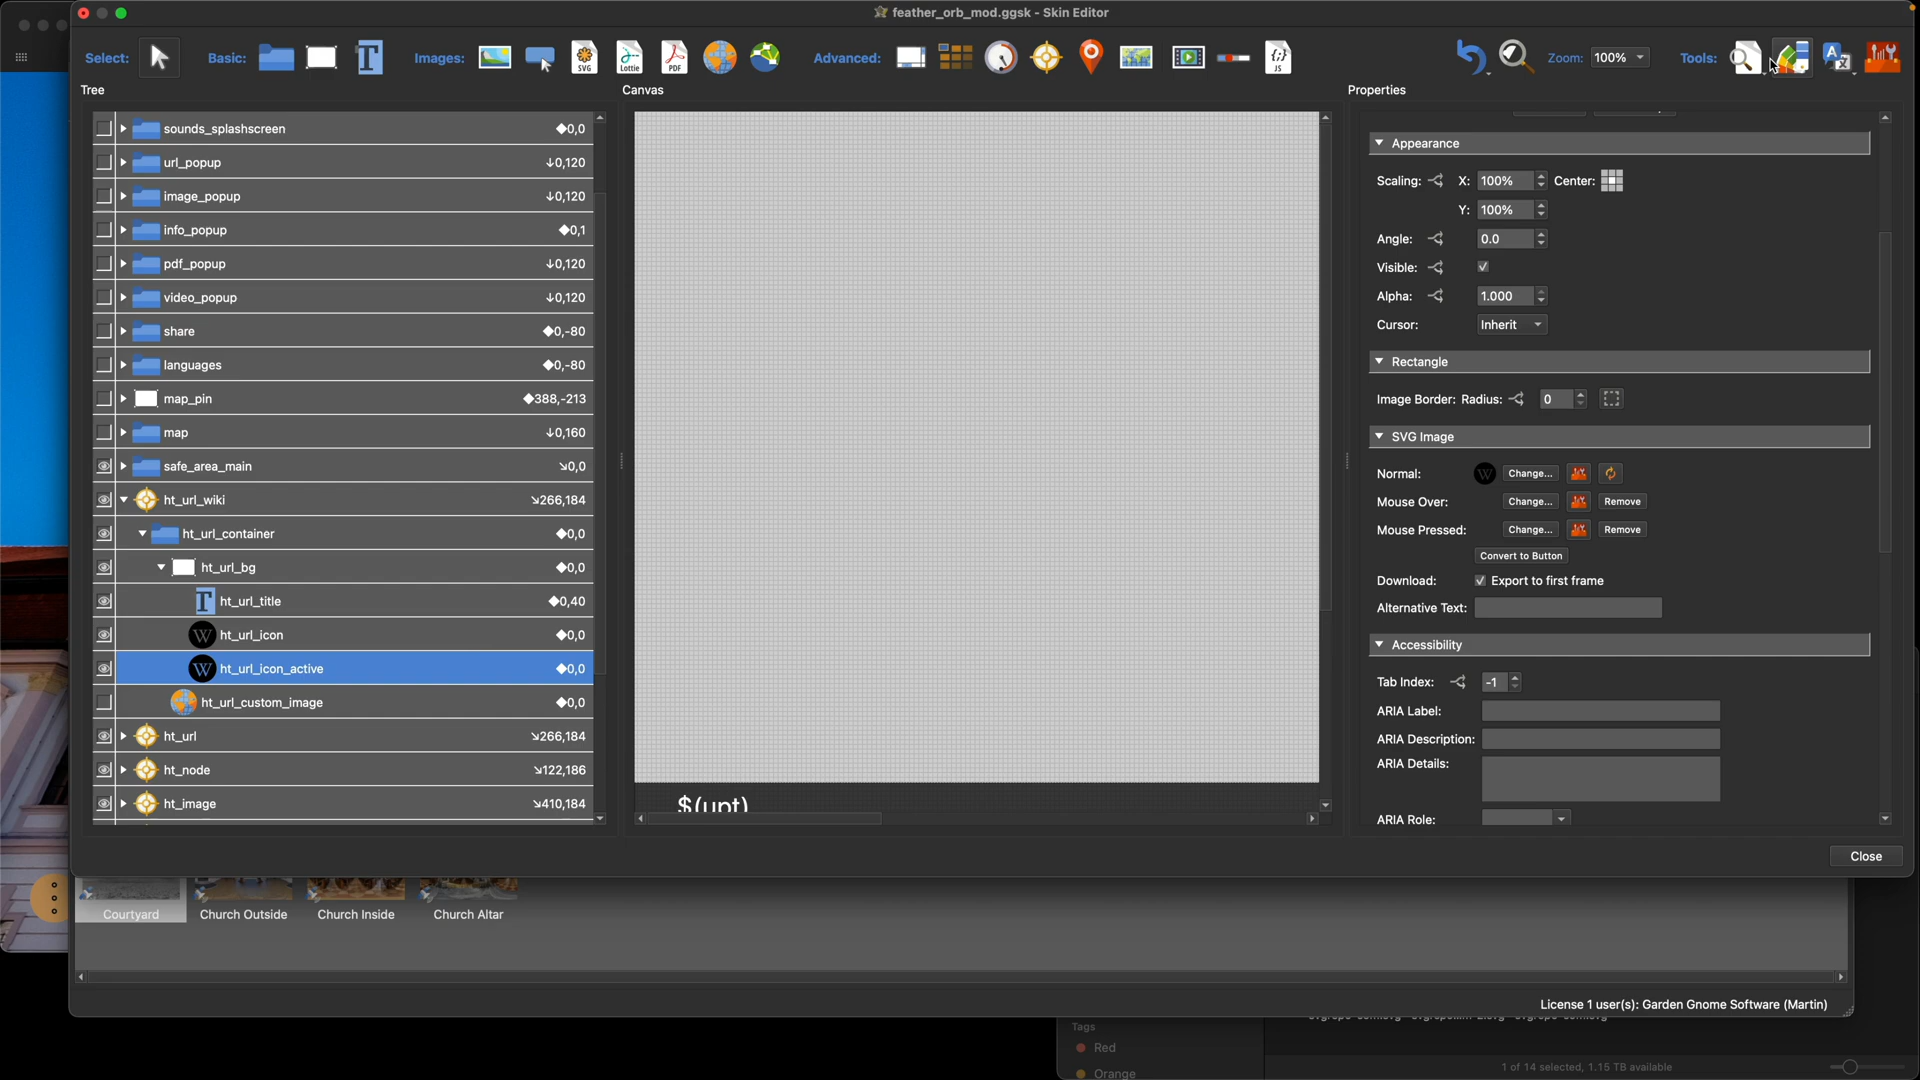 feather_orb_mod.ggsk - Skin Editor
Select: Basic: T Images: SVG Lottie PDF Advanced: JS Zoom: 100% Tools:
Tree Canvas Properties
sounds_splashscreen ◆0,0
url_popup ↓0,120
image_popup ↓0,120
info_popup ◆0,1
pdf_popup ↓0,120
video_popup ↓0,120
share ◆0,-80
languages ◆0,-80
map_pin ◆388,-213
map ↓0,160
safe_area_main ↘0,0
ht_url_wiki ↘266,184
ht_url_container ◆0,0
ht_url_bg ◆0,0
T ht_url_title ◆0,40
W ht_url_icon ◆0,0
W ht_url_icon_active ◆0,0
ht_url_custom_image ◆0,0
ht_url ↘266,184
ht_node ↘122,186
ht_image ↘410,184
$(upt)
Appearance
Scaling: X: 100% Center:
Y: 100%
Angle: 0.0
Visible:
Alpha: 1.000
Cursor: Inherit
Rectangle
Image Border: Radius: 0
SVG Image
Normal: W Change...
Mouse Over: Change... Remove
Mouse Pressed: Change... Remove
Convert to Button
Download: Export to first frame
Alternative Text:
Accessibility
Tab Index: -1
ARIA Label:
ARIA Description:
ARIA Details:
ARIA Role:
Close
Courtyard Church Outside Church Inside Church Altar
License 1 user(s): Garden Gnome Software (Martin)
Tags
Red
Orange
1 of 14 selected, 1.15 TB available